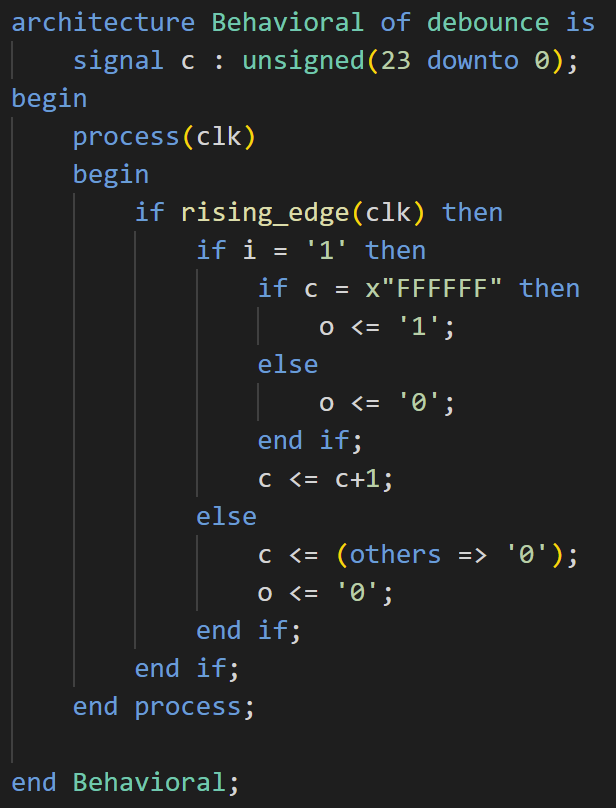 architecture Behavioral of debounce is
    signal c : unsigned(23 downto 0);
begin
    process(clk)
    begin
        if rising_edge(clk) then
            if i = '1' then
                if c = x"FFFFFF" then
                    o <= '1';
                else
                    o <= '0';
                end if;
                c <= c+1;
            else
                c <= (others => '0');
                o <= '0';
            end if;
        end if;
    end process;

end Behavioral;